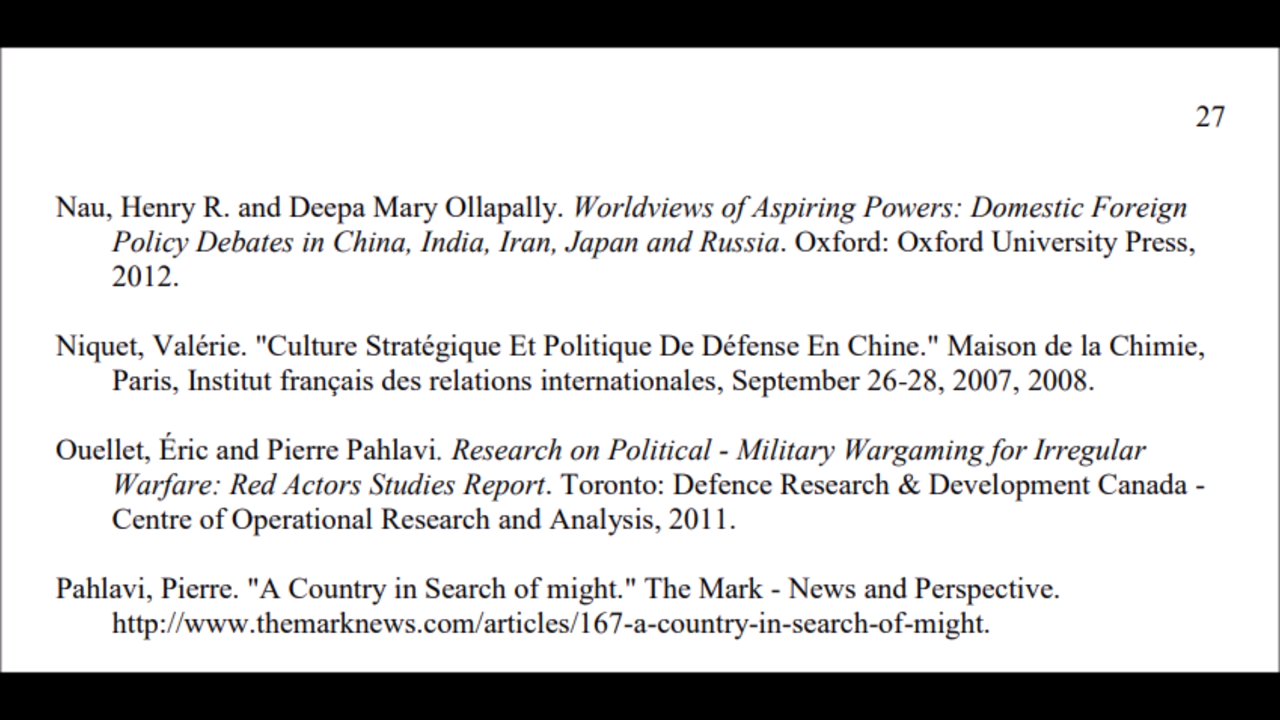 27
Nau, Henry R. and Deepa Mary Ollapally. Worldviews of Aspiring Powers: Domestic Foreign
Policy Debates in China, India, Iran, Japan and Russia. Oxford: Oxford University Press,
2012.
Niquet, Valérie. "Culture Stratégique Et Politique De Défense En Chine." Maison de la Chimie,
Paris, Institut français des relations internationales, September 26-28, 2007, 2008.
Ouellet, Éric and Pierre Pahlavi. Research on Political - Military Wargaming for Irregular
Warfare: Red Actors Studies Report. Toronto: Defence Research & Development Canada -
Centre of Operational Research and Analysis, 2011.
Pahlavi, Pierre. "A Country in Search of might." The Mark - News and Perspective.
http://www.themarknews.com/articles/167-a-country-in-search-of-might.